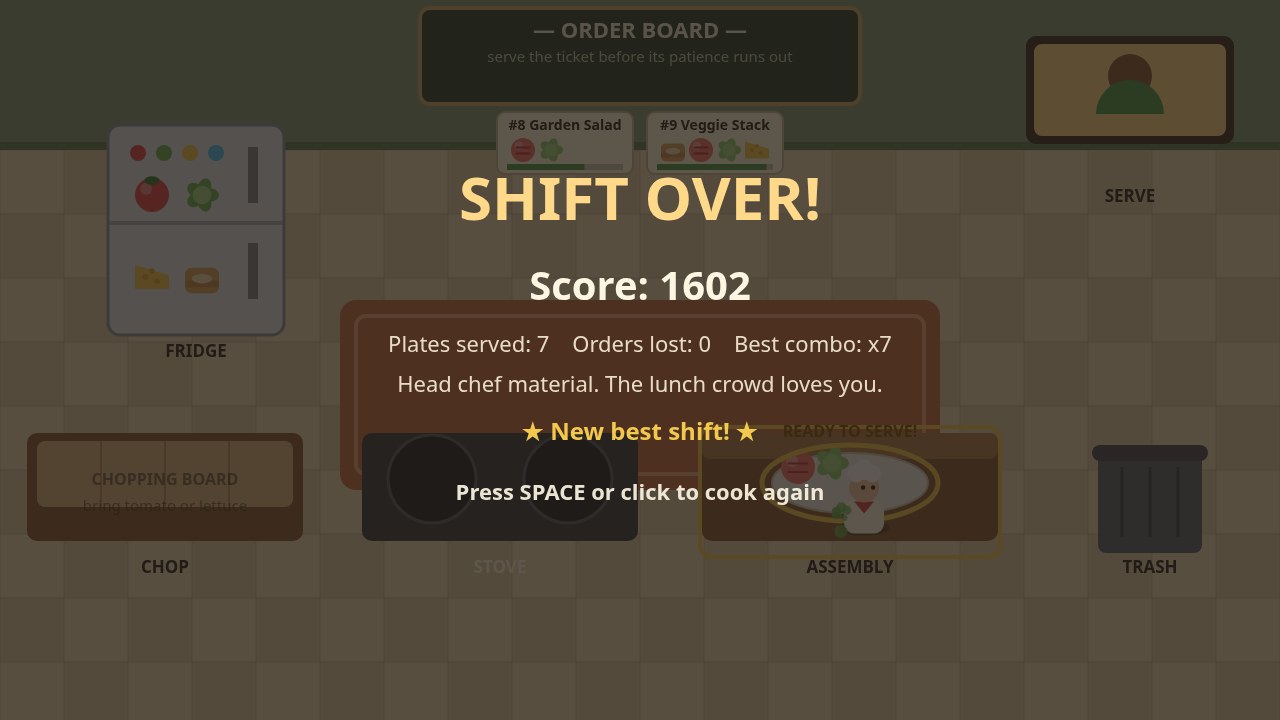 — ORDER BOARD —
serve the ticket before its patience runs out
#8 Garden Salad
#9 Veggie Stack
SHIFT OVER!
SERVE
Score: 1602
Plates served: 7 Orders lost: 0 Best combo: x7
FRIDGE
Head chef material. The lunch crowd loves you.
★ New best shift! ★
READY TO SERVE!
CHOPPING BOARD
bring tomato or lettuce
Press SPACE or click to cook again
CHOP
STOVE
ASSEMBLY
TRASH